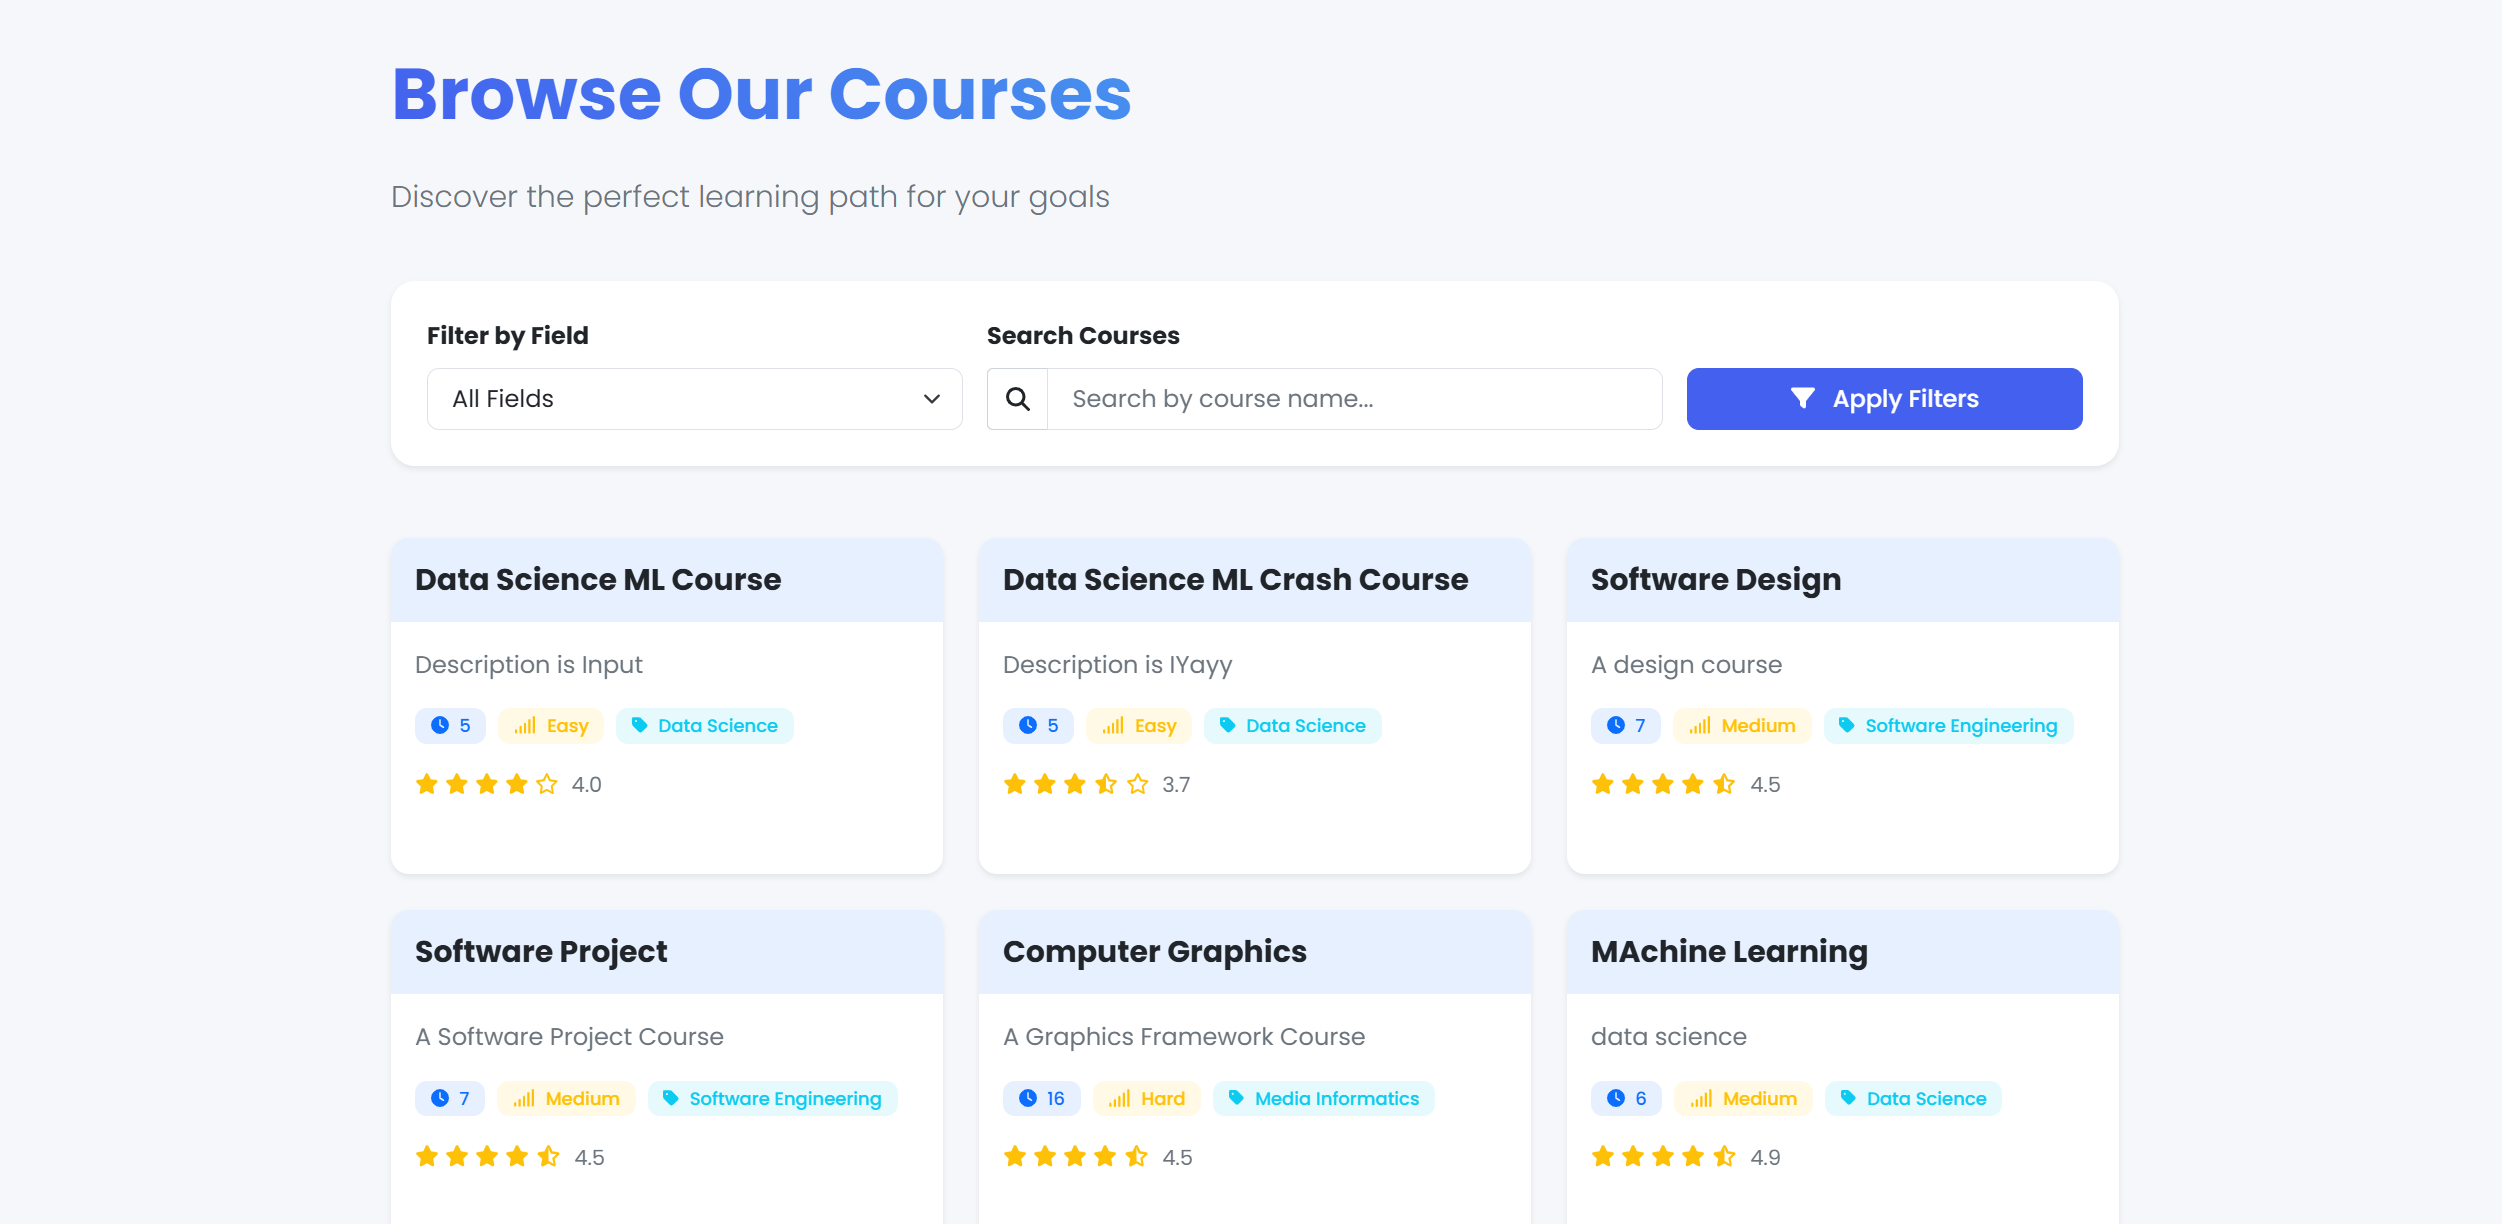 Browse Our Courses
Discover the perfect learning path for your goals
Filter by Field
All Fields
Search Courses
Search by course name...
Apply Filters
Data Science ML Course
Description is Input
5 Easy Data Science
4.0
Data Science ML Crash Course
Description is IYayy
5 Easy Data Science
3.7
Software Design
A design course
7 Medium Software Engineering
4.5
Software Project
A Software Project Course
7 Medium Software Engineering
4.5
Computer Graphics
A Graphics Framework Course
16 Hard Media Informatics
4.5
MAchine Learning
data science
6 Medium Data Science
4.9